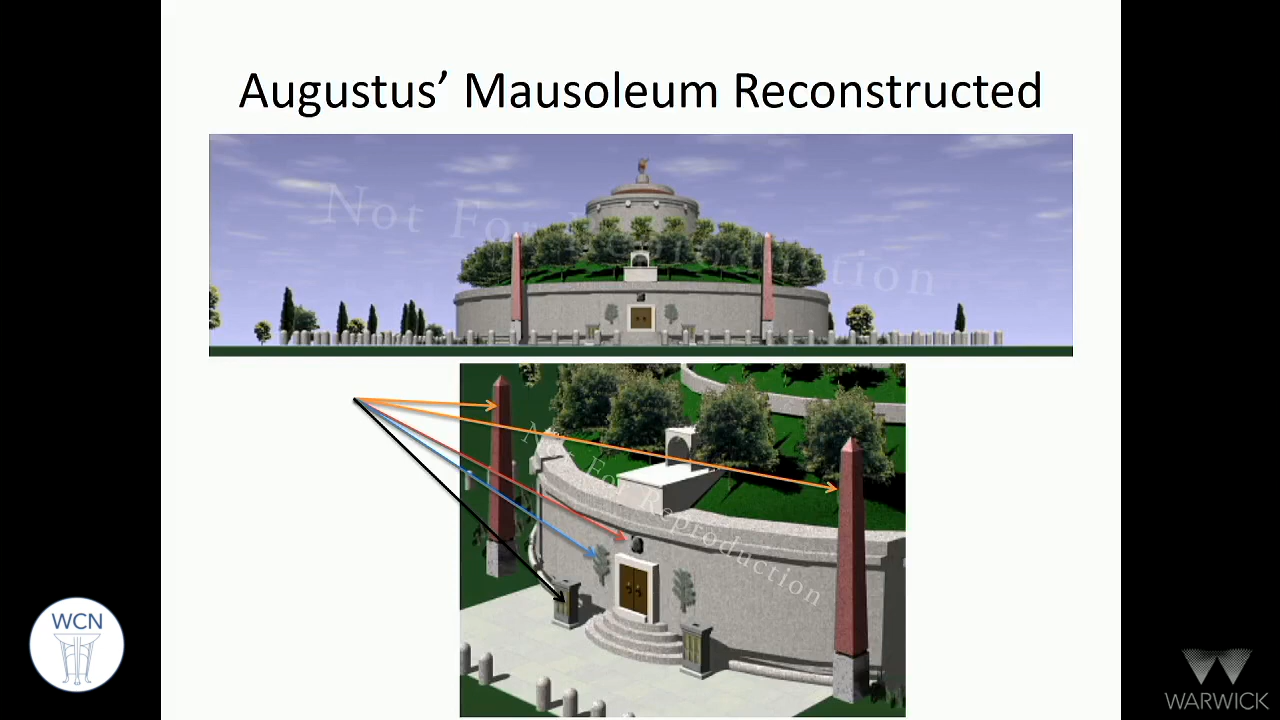 Augustus’ Mausoleum Reconstructed
Not For Reproduction
Not For Reproduction
WCN
WARWICK